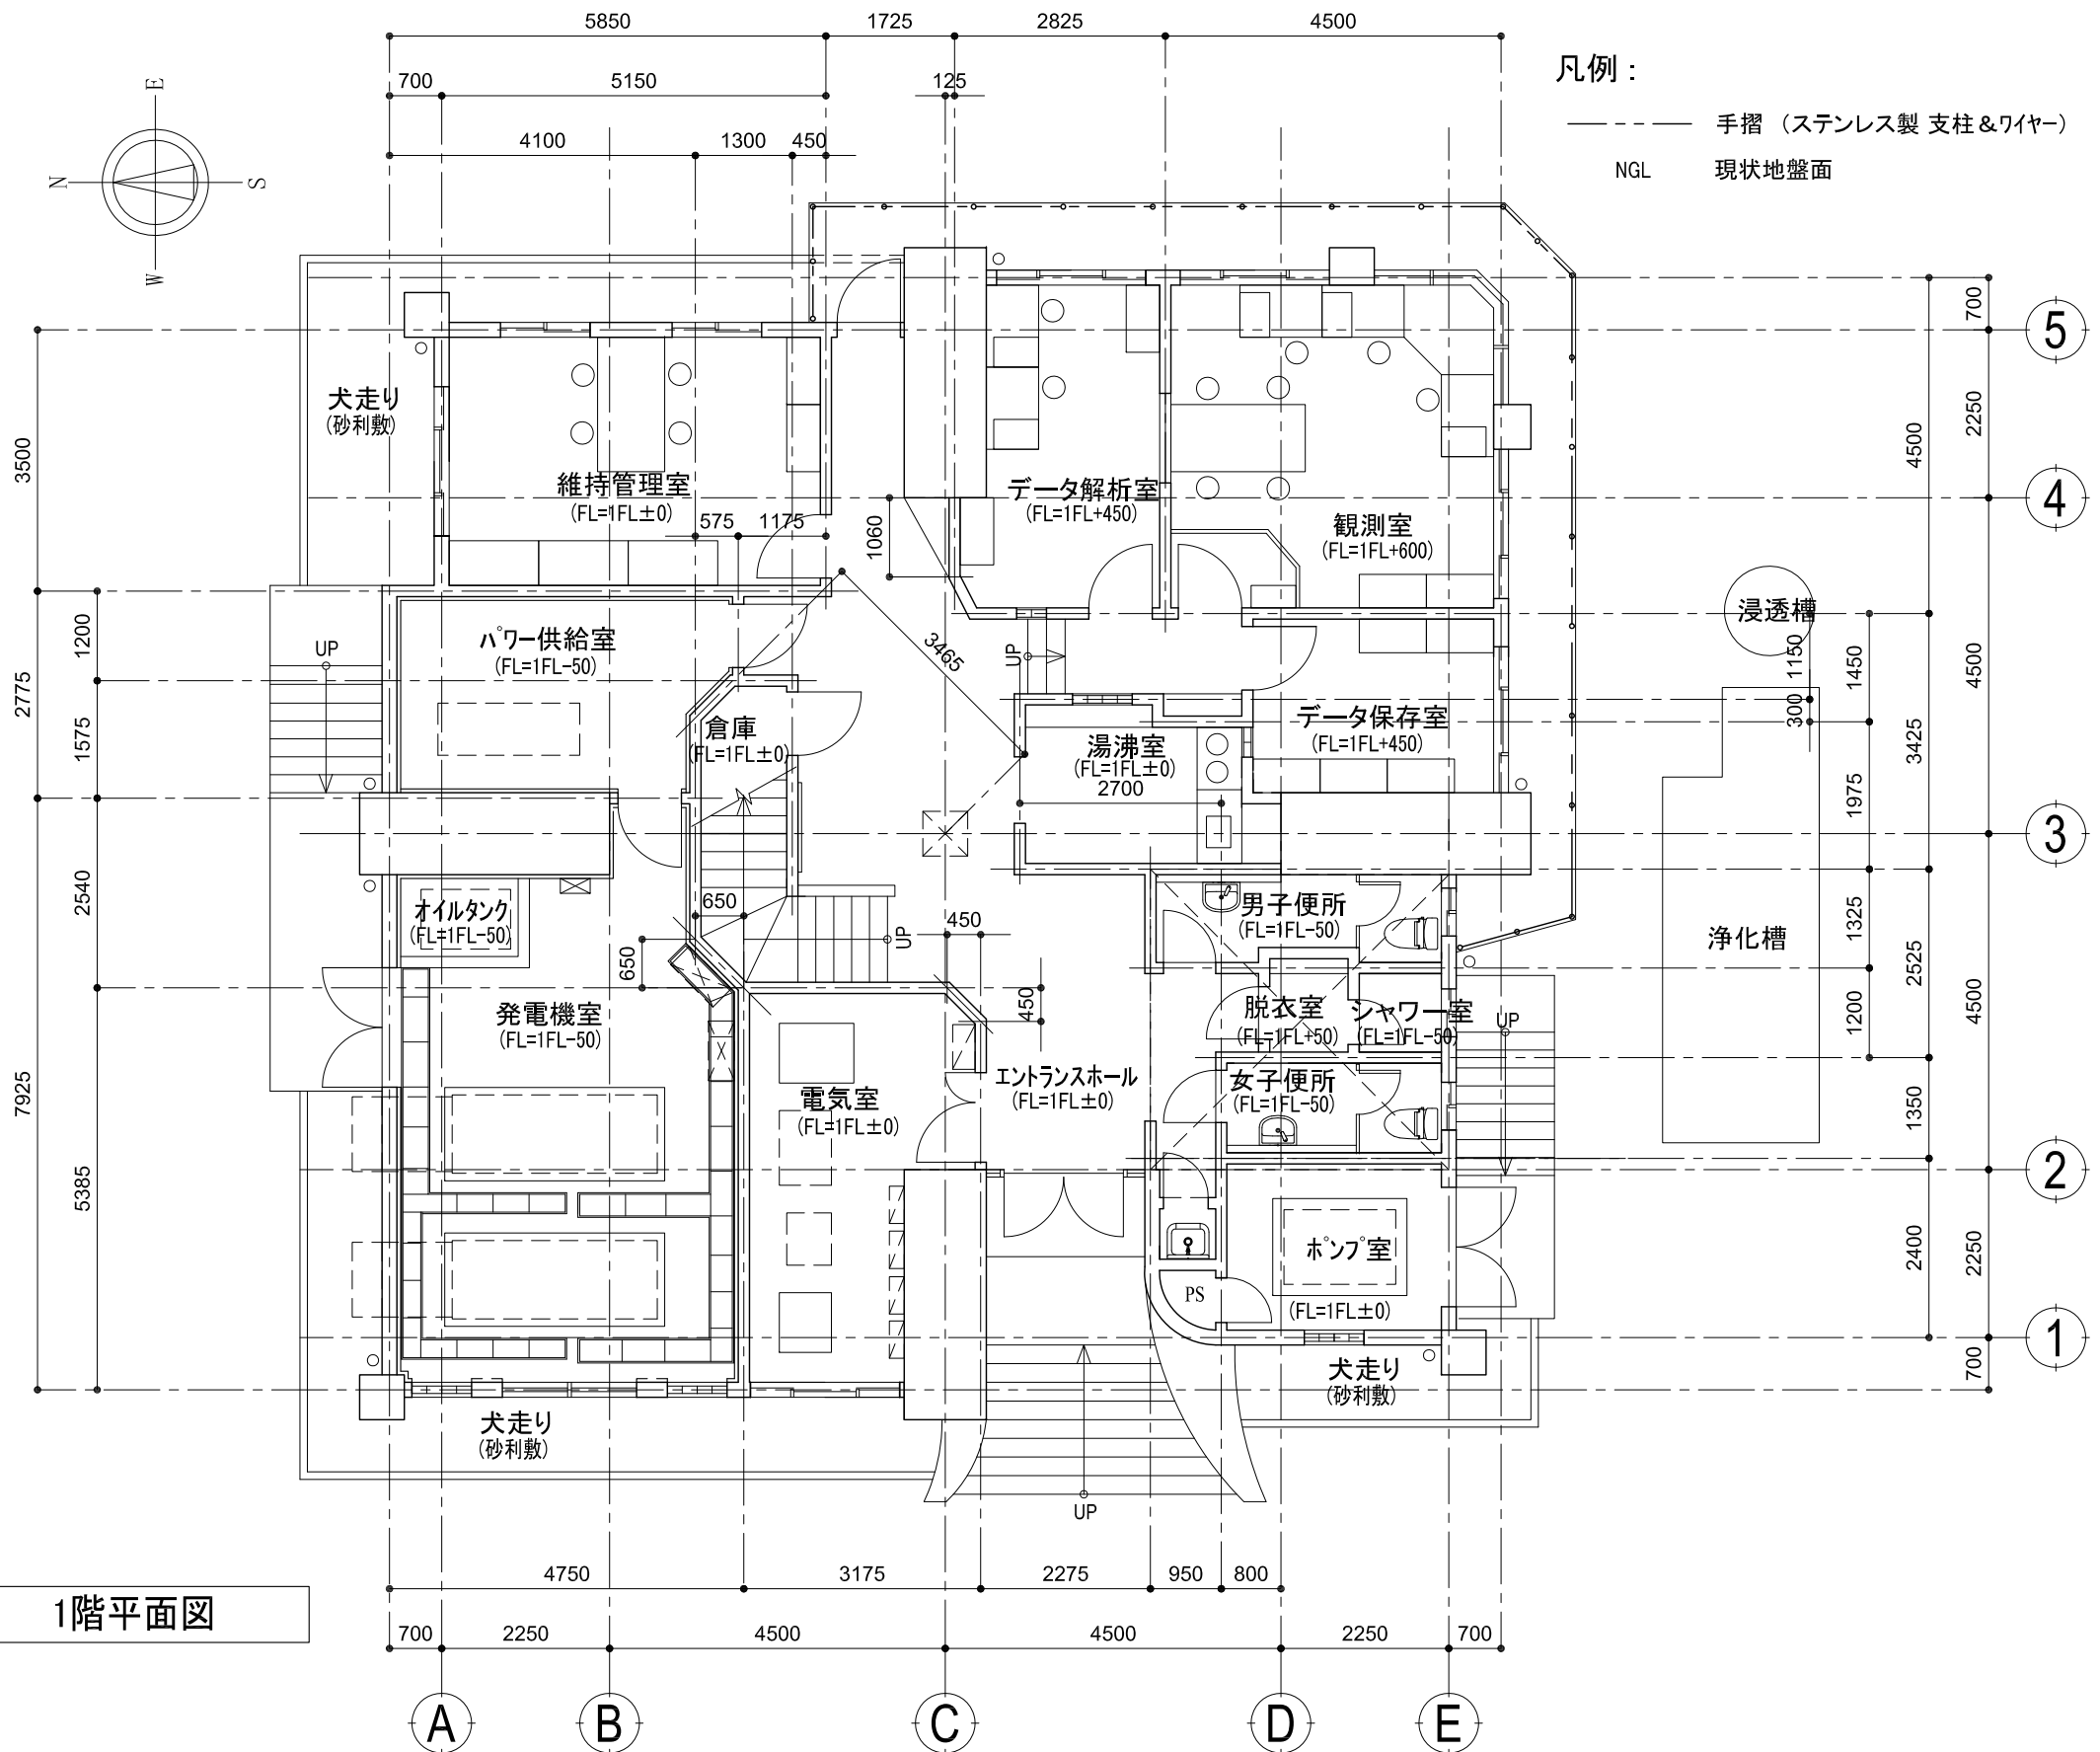 5850 1725 2825 4500
700 5150 125
4100 1300 450
凡例：
手摺 （ステンレス製 支柱＆ワイヤー）
NGL 現状地盤面
E
N
S
W
700
5
2250
4500
犬走り
(砂利敷)
3500
維持管理室
(FL=1FL±0)
575 1175
1060
データ解析室
(FL=1FL+450)
観測室
(FL=1FL+600)
4
浸透槽
1200
2775
1575
UP
パワー供給室
(FL=1FL-50)
3465
UP
1150
300
1450
4500
3425
1975
倉庫
(FL=1FL±0)
湯沸室
(FL=1FL±0)
2700
データ保存室
(FL=1FL+450)
3
2540
オイルタンク
(FL=1FL-50)
650
650
UP
450
450
男子便所
(FL=1FL-50)
浄化槽
1325
2525
1200
4500
発電機室
(FL=1FL-50)
脱衣室
(FL=1FL+50)
シャワー室
(FL=1FL-50)
UP
7925
5385
電気室
(FL=1FL±0)
エントランスホール
(FL=1FL±0)
女子便所
(FL=1FL-50)
1350
2
ポンプ室
(FL=1FL±0)
PS
2400
2250
1
700
犬走り
(砂利敷)
犬走り
(砂利敷)
UP
4750 3175 2275 950 800
1階平面図
700 2250 4500 4500 2250 700
A B C D E